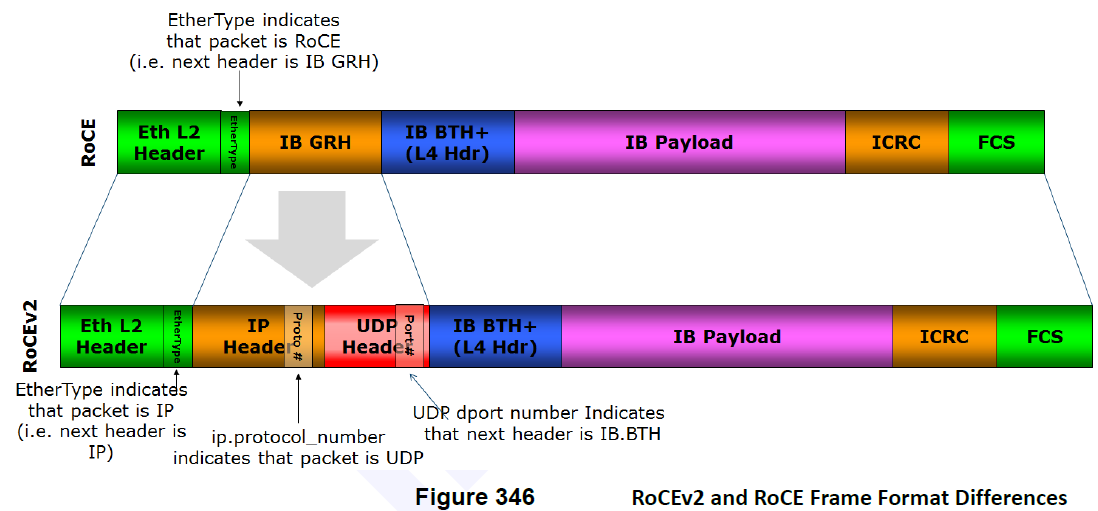 EtherType indicates
that packet is RoCE
(i.e. next header is IB GRH)
RoCE
Eth L2
Header
EtherType
IB GRH
IB BTH+
(L4 Hdr)
IB Payload
ICRC
FCS
RoCEv2
Eth L2
Header
EtherType
IP
Header
Proto #
UDP
Header
Port #
IB BTH+
(L4 Hdr)
IB Payload
ICRC
FCS
EtherType indicates
that packet is IP
(i.e. next header is
IP)
ip.protocol_number
indicates that packet is UDP
UDP dport number Indicates
that next header is IB.BTH
Figure 346 RoCEv2 and RoCE Frame Format Differences